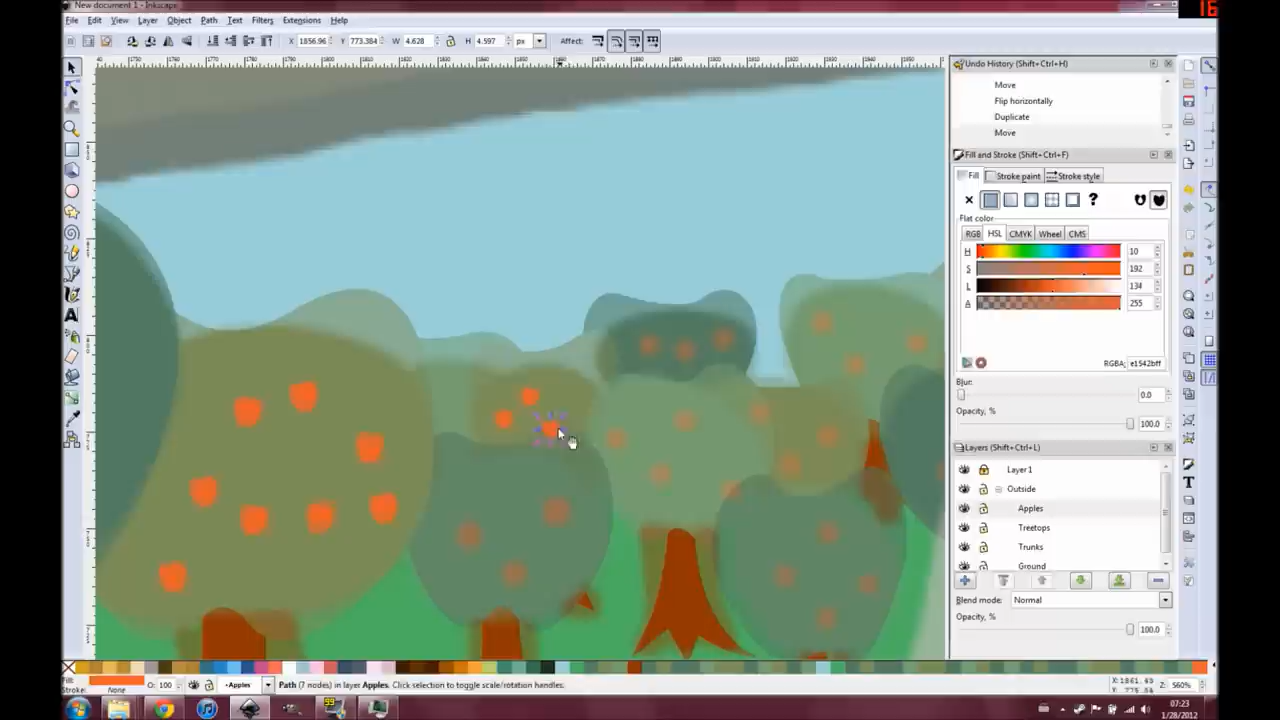 New document 1 - Inkscape
16
File Edit View Layer Object Path Text Filters Extensions Help
X 1856.96 Y 773.384 W 4.628 H 4.597 px Affect:
Undo History (Shift+Ctrl+H)
Move
Flip horizontally
Duplicate
Move
Fill and Stroke (Shift+Ctrl+F)
Fill Stroke paint Stroke style
?
Flat color
RGB HSL CMYK Wheel CMS
H 10
S 192
L 134
A 255
RGBA: e1542bff
Blur:
0.0
Opacity, %
100.0
Layers (Shift+Ctrl+L)
Layer1
Outside
Apples
Treetops
Trunks
Ground
Blend mode: Normal
Opacity, %
100.0
Fill:
Stroke: None
O: 100
Apples
Path (7 nodes) in layer Apples. Click selection to toggle scale/rotation handles.
Z: 560%
99
07:23
1/28/2012